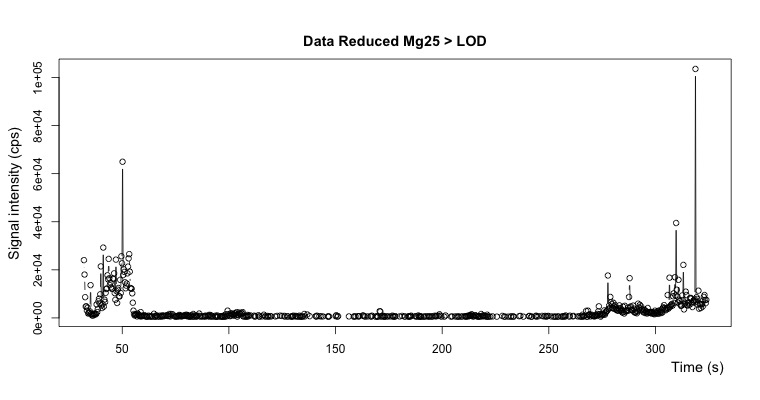 Data Reduced Mg25 > LOD
Signal intensity (cps)
1e+05
8e+04
6e+04
4e+04
2e+04
0e+00
50 100 150 200 250 300
Time (s)